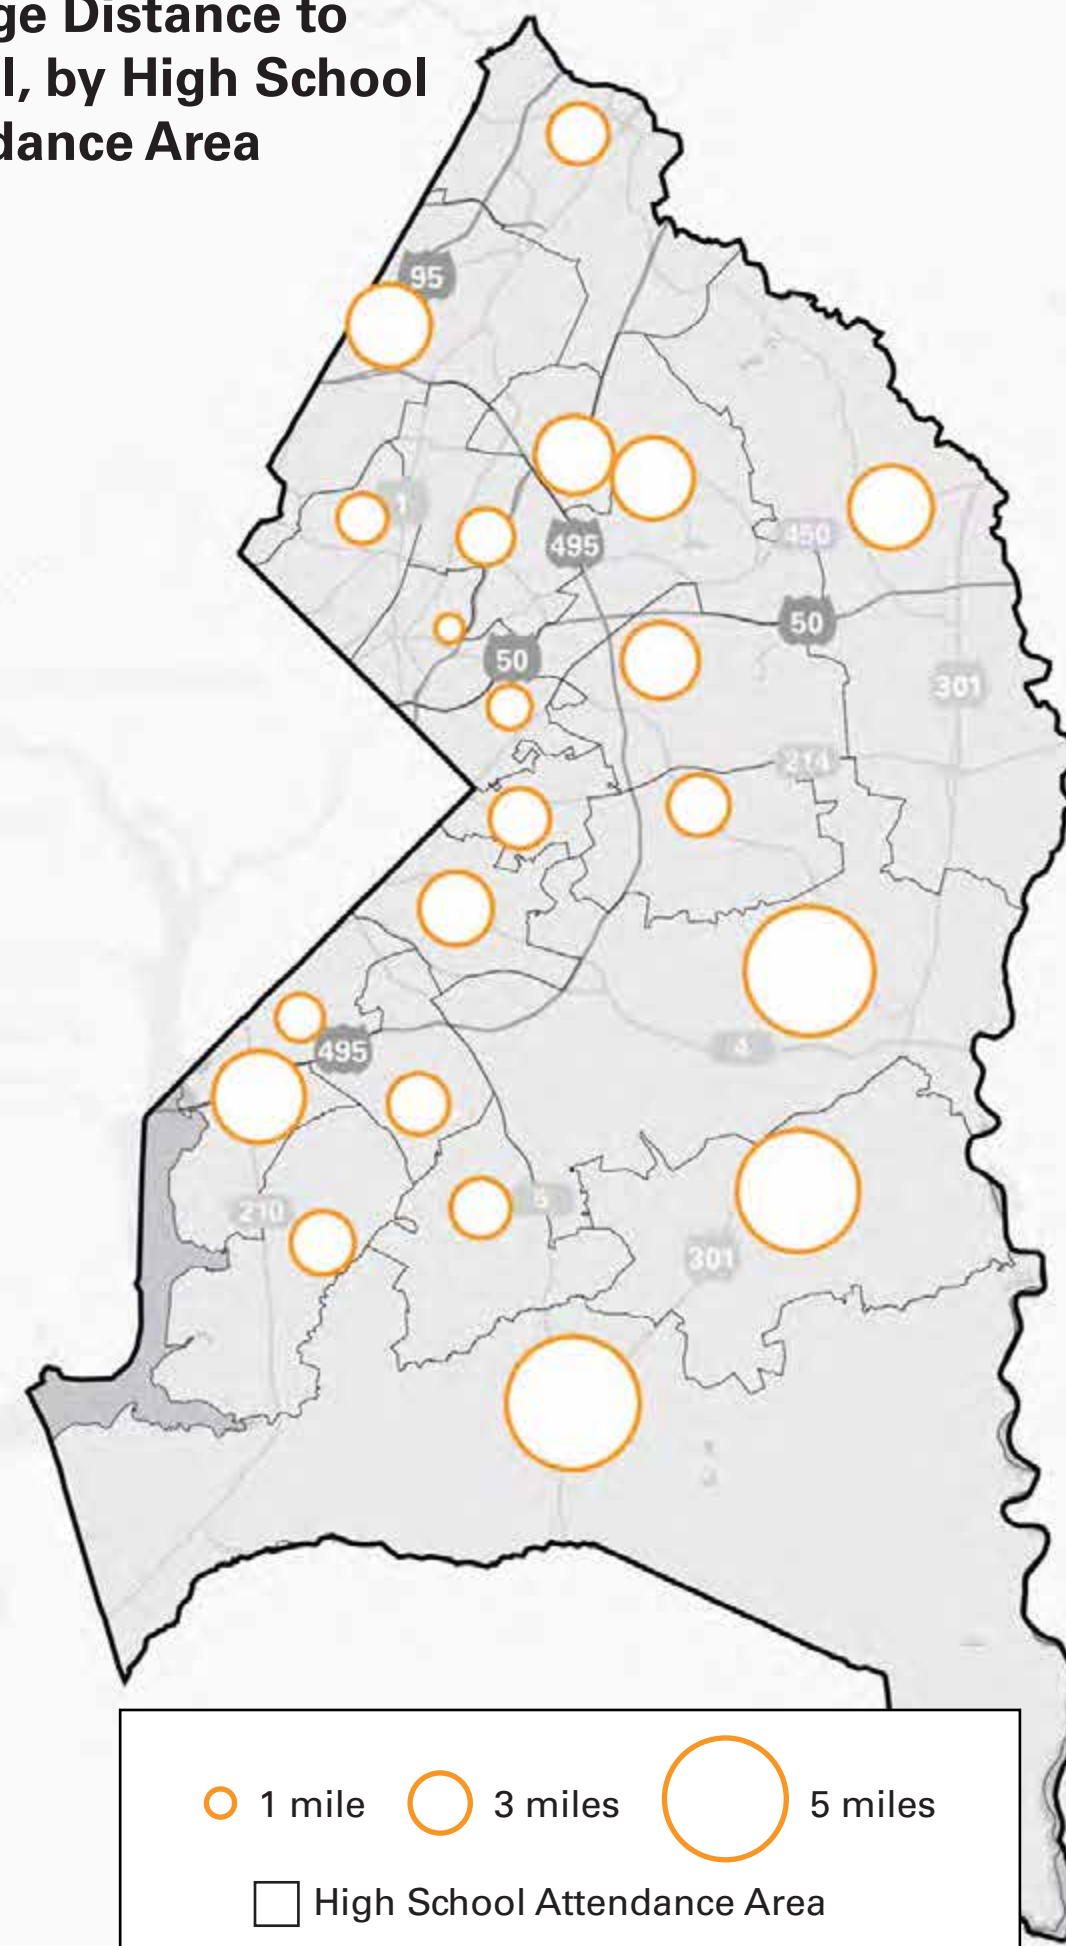 ge Distance to
l, by High School
dance Area
95
1
495
450
50
50
301
214
495
4
210
5
301
1 mile
3 miles
5 miles
High School Attendance Area